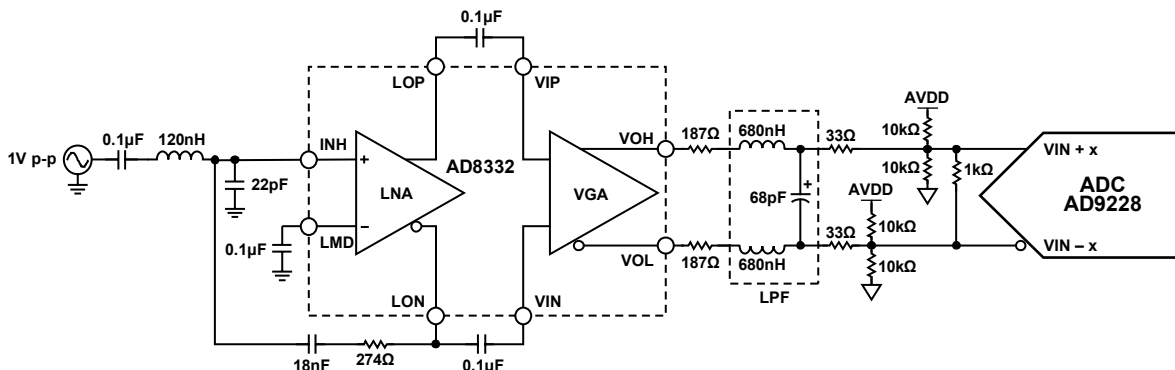 0.1µF
LOP
VIP
AVDD
10kΩ
10kΩ
1V p-p
0.1µF
120nH
INH
+
22pF
LNA
AD8332
VGA
VOH
187Ω
680nH
33Ω
1kΩ
VIN + x
ADC
AD9228
VIN – x
68pF
+
AVDD
33Ω
10kΩ
10kΩ
–
LMD
0.1µF
VOL
187Ω
680nH
LPF
LON
VIN
18nF
274Ω
0.1µF